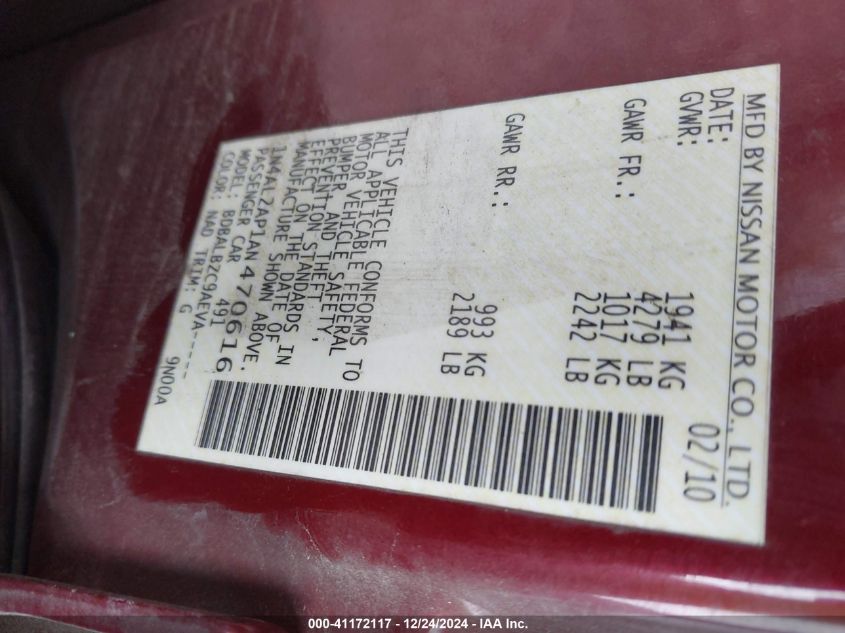 MFD BY NISSAN MOTOR CO., LTD.
DATE: 02/10
GVWR: 1941 KG
4279 LB
GAWR FR.: 1017 KG
2242 LB
GAWR RR.: 993 KG
2189 LB
THIS VEHICLE CONFORMS TO
ALL APPLICABLE FEDERAL
MOTOR VEHICLE SAFETY,
BUMPER, AND THEFT
PREVENTION STANDARDS IN
EFFECT ON THE DATE OF
MANUFACTURE SHOWN ABOVE.
1N4AL2AP1AN470616
PASSENGER CAR 491
MODEL: BDBALBZC9AEVA-----
COLOR: NAD TRIM: G 9N00A
000-41172117 - 12/24/2024 - IAA Inc.